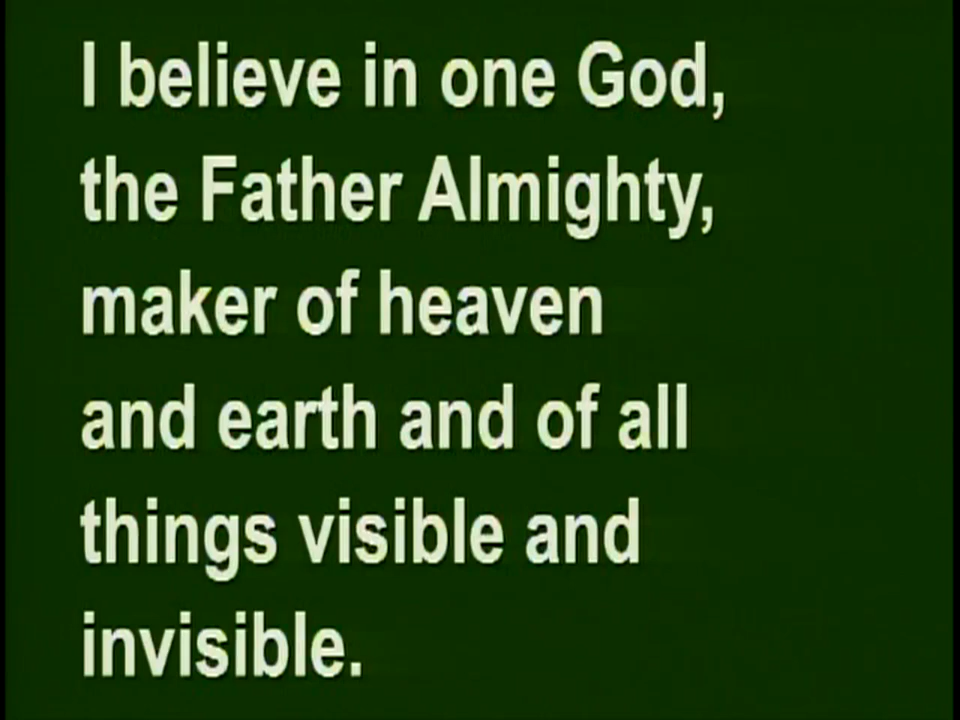 I believe in one God,
the Father Almighty,
maker of heaven
and earth and of all
things visible and
invisible.